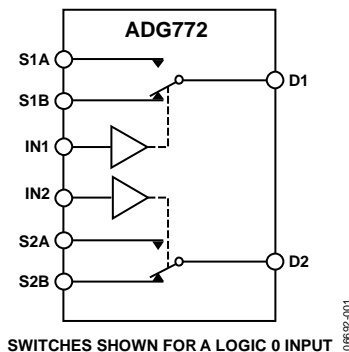 ADG772
S1A
S1B
D1
IN1
IN2
S2A
S2B
D2
SWITCHES SHOWN FOR A LOGIC 0 INPUT
06692-001